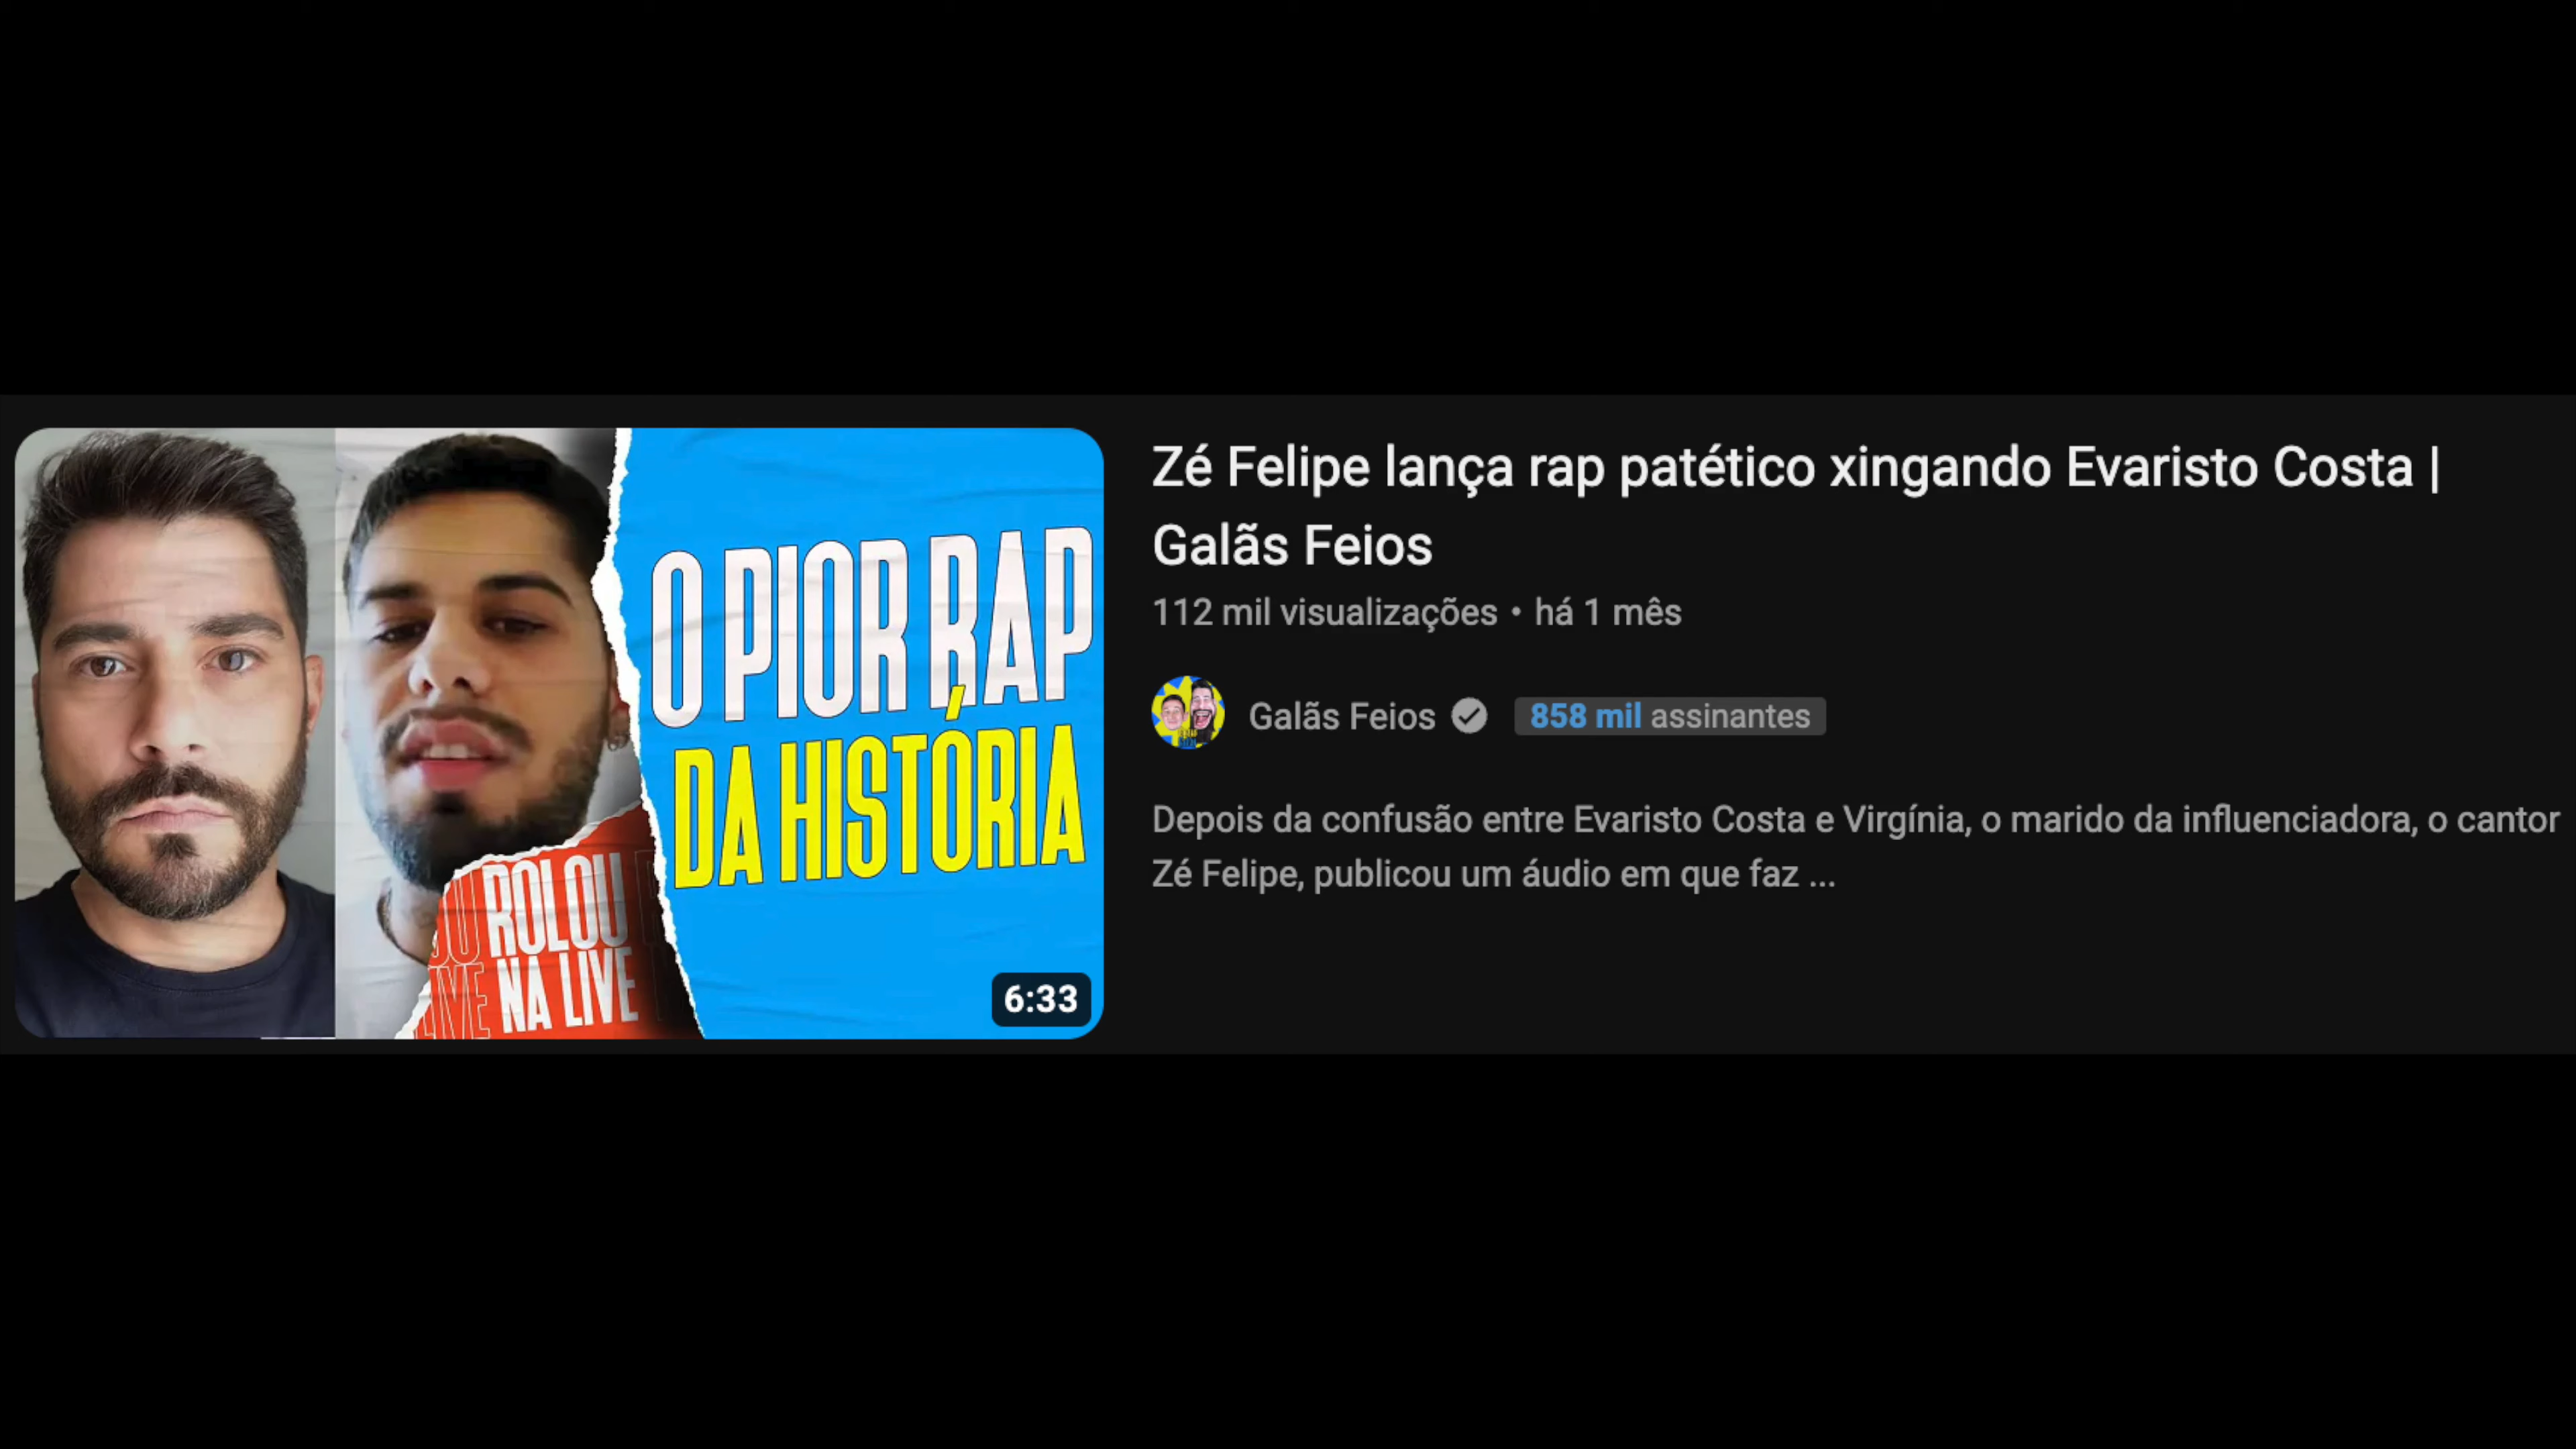 O PIOR RAP
DA HISTÓRIA
ROLOU
NA LIVE
6:33
Zé Felipe lança rap patético xingando Evaristo Costa |
Galãs Feios
112 mil visualizações • há 1 mês
Galãs Feios
858 mil assinantes
Depois da confusão entre Evaristo Costa e Virgínia, o marido da influenciadora, o cantor
Zé Felipe, publicou um áudio em que faz ...